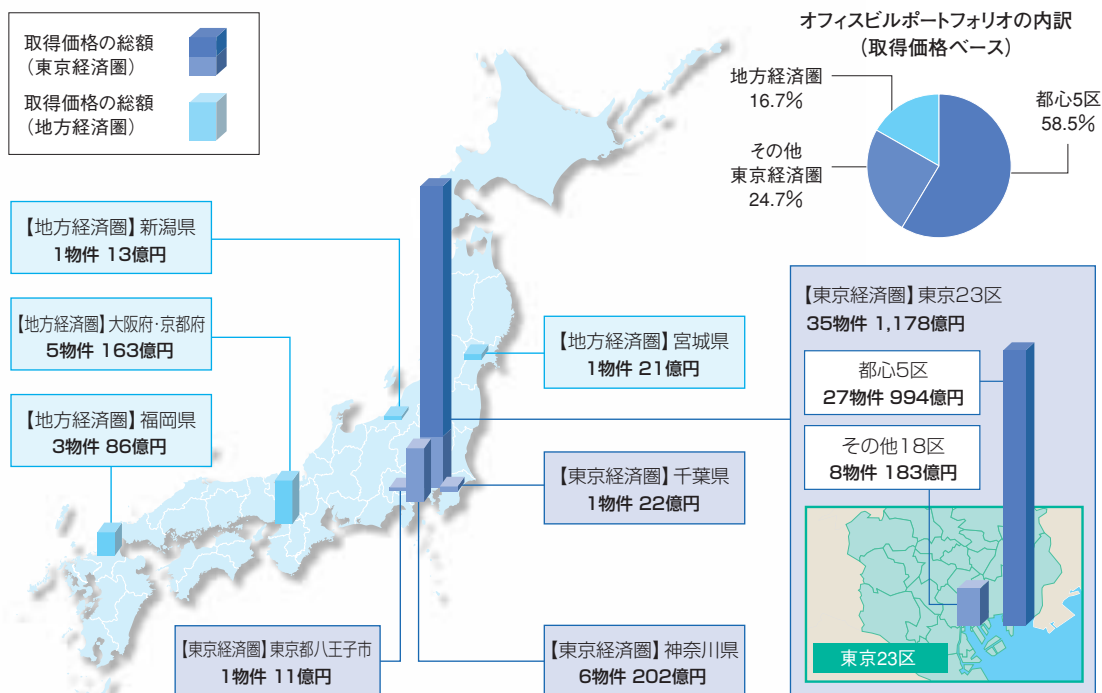 取得価格の総額
（東京経済圏）
取得価格の総額
（地方経済圏）
オフィスビルポートフォリオの内訳
（取得価格ベース）
地方経済圏
16.7%
都心5区
58.5%
その他
東京経済圏
24.7%
【地方経済圏】新潟県
1物件 13億円
【地方経済圏】大阪府・京都府
5物件 163億円
【地方経済圏】福岡県
3物件 86億円
【地方経済圏】宮城県
1物件 21億円
【東京経済圏】千葉県
1物件 22億円
【東京経済圏】東京都八王子市
1物件 11億円
【東京経済圏】神奈川県
6物件 202億円
【東京経済圏】東京23区
35物件 1,178億円
都心5区
27物件 994億円
その他18区
8物件 183億円
東京23区